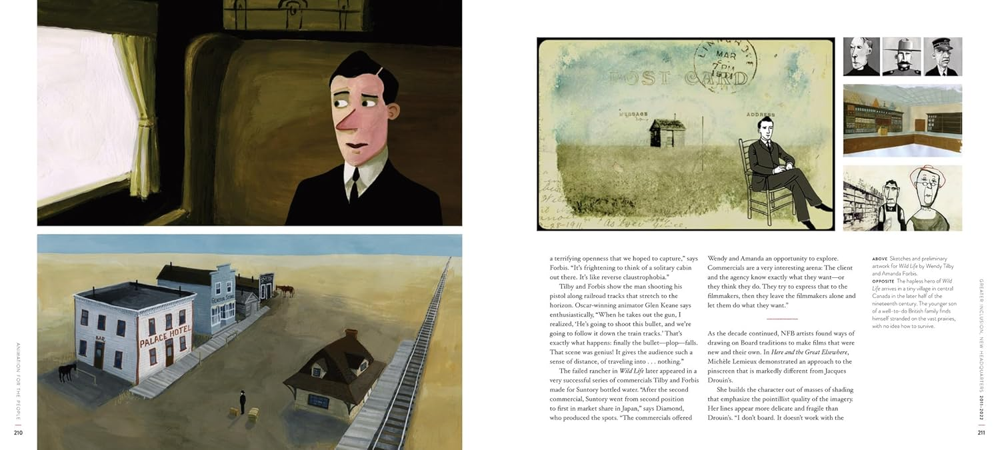 BAR
PALACE HOTEL
GENERAL STORE
ANIMATION FOR THE PEOPLE
210
MAR
7 PM
POST CARD
MESSAGE
ADDRESS
-28-1911
As ever
a terrifying openness that we hoped to capture,” says
Forbis. “It’s frightening to think of a solitary cabin
out there. It’s like reverse claustrophobia.”
Tilby and Forbis show the man shooting his
pistol along railroad tracks that stretch to the
horizon. Oscar-winning animator Glen Keane says
enthusiastically, “When he takes out the gun, I
realized, ‘He’s going to shoot this bullet, and we’re
going to follow it down the train tracks.’ That’s
exactly what happens: finally the bullet—plop—falls.
That scene was genius! It gives the audience such a
sense of distance, of traveling into . . . nothing.”
The failed rancher in Wild Life later appeared in a
very successful series of commercials Tilby and Forbis
made for Suntory bottled water. “After the second
commercial, Suntory went from second position
to first in market share in Japan,” says Diamond,
who produced the spots. “The commercials offered
Wendy and Amanda an opportunity to explore.
Commercials are a very interesting arena: The client
and the agency know exactly what they want—or
they think they do. They try to express that to the
filmmakers, then they leave the filmmakers alone and
let them do what they want.”
As the decade continued, NFB artists found ways of
drawing on Board traditions to make films that were
new and their own. In Here and the Great Elsewhere,
Michèle Lemieux demonstrated an approach to the
pinscreen that is markedly different from Jacques
Drouin’s.
She builds the character out of masses of shading
that emphasize the pointillist quality of the imagery.
Her lines appear more delicate and fragile than
Drouin’s. “I don’t board. It doesn’t work with the
ABOVE Sketches and preliminary
artwork for Wild Life by Wendy Tilby
and Amanda Forbis.
OPPOSITE The hapless hero of Wild
Life arrives in a tiny village in central
Canada in the later half of the
nineteenth century. The younger son
of a well-to-do British family finds
himself stranded on the vast prairies,
with no idea how to survive.
GREATER INCLUSION, NEW HEADQUARTERS 2011–2022
211